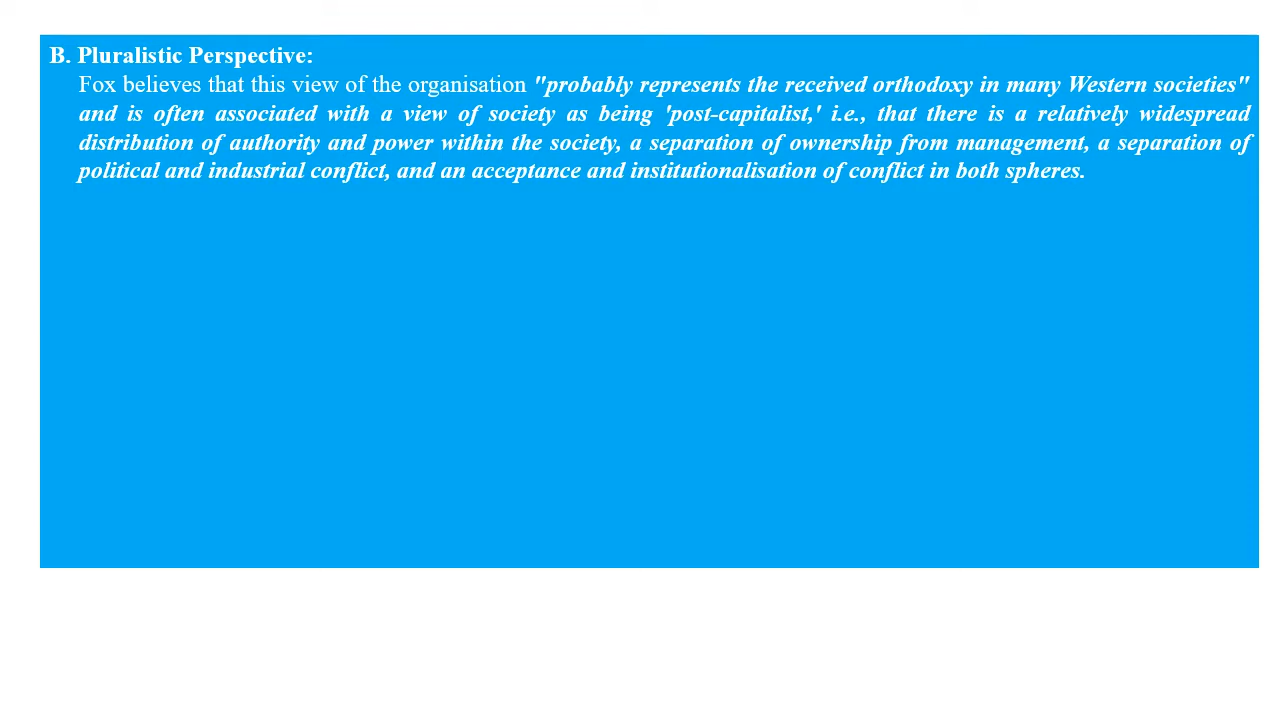 B. Pluralistic Perspective:
Fox believes that this view of the organisation "probably represents the received orthodoxy in many Western societies"
and is often associated with a view of society as being 'post-capitalist,' i.e., that there is a relatively widespread
distribution of authority and power within the society, a separation of ownership from management, a separation of
political and industrial conflict, and an acceptance and institutionalisation of conflict in both spheres.